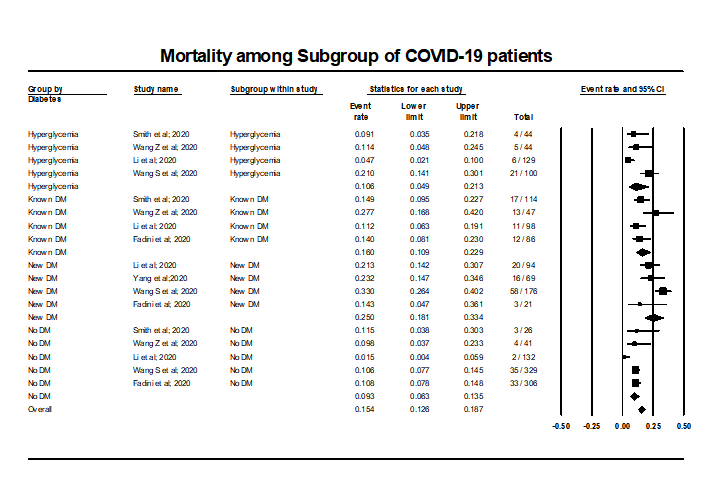 Mortality among Subgroup of COVID-19 patients
Group by Study name Subgroup within study Statistics for each study Event rate and 95% CI
Diabetes
Event Lower Upper
rate limit limit Total
Hyperglycemia Smith et al; 2020 Hyperglycemia 0.091 0.035 0.218 4 / 44
Hyperglycemia Wang Z et al; 2020 Hyperglycemia 0.114 0.048 0.245 5 / 44
Hyperglycemia Li et al; 2020 Hyperglycemia 0.047 0.021 0.100 6 / 129
Hyperglycemia Wang S et al; 2020 Hyperglycemia 0.210 0.141 0.301 21 / 100
Hyperglycemia 0.106 0.049 0.213
Known DM Smith et al; 2020 Known DM 0.149 0.095 0.227 17 / 114
Known DM Wang Z et al; 2020 Known DM 0.277 0.168 0.420 13 / 47
Known DM Li et al; 2020 Known DM 0.112 0.063 0.191 11 / 98
Known DM Fadini et al; 2020 Known DM 0.140 0.081 0.230 12 / 86
Known DM 0.160 0.109 0.229
New DM Li et al; 2020 New DM 0.213 0.142 0.307 20 / 94
New DM Yang et al;2020 New DM 0.232 0.147 0.346 16 / 69
New DM Wang S et al; 2020 New DM 0.330 0.264 0.402 58 / 176
New DM Fadini et al; 2020 New DM 0.143 0.047 0.361 3 / 21
New DM 0.250 0.181 0.334
No DM Smith et al; 2020 No DM 0.115 0.038 0.303 3 / 26
No DM Wang Z et al; 2020 No DM 0.098 0.037 0.233 4 / 41
No DM Li et al; 2020 No DM 0.015 0.004 0.059 2 / 132
No DM Wang S et al; 2020 No DM 0.106 0.077 0.145 35 / 329
No DM Fadini et al; 2020 No DM 0.108 0.078 0.148 33 / 306
No DM 0.093 0.063 0.135
Overall 0.154 0.126 0.187
-0.50 -0.25 0.00 0.25 0.50